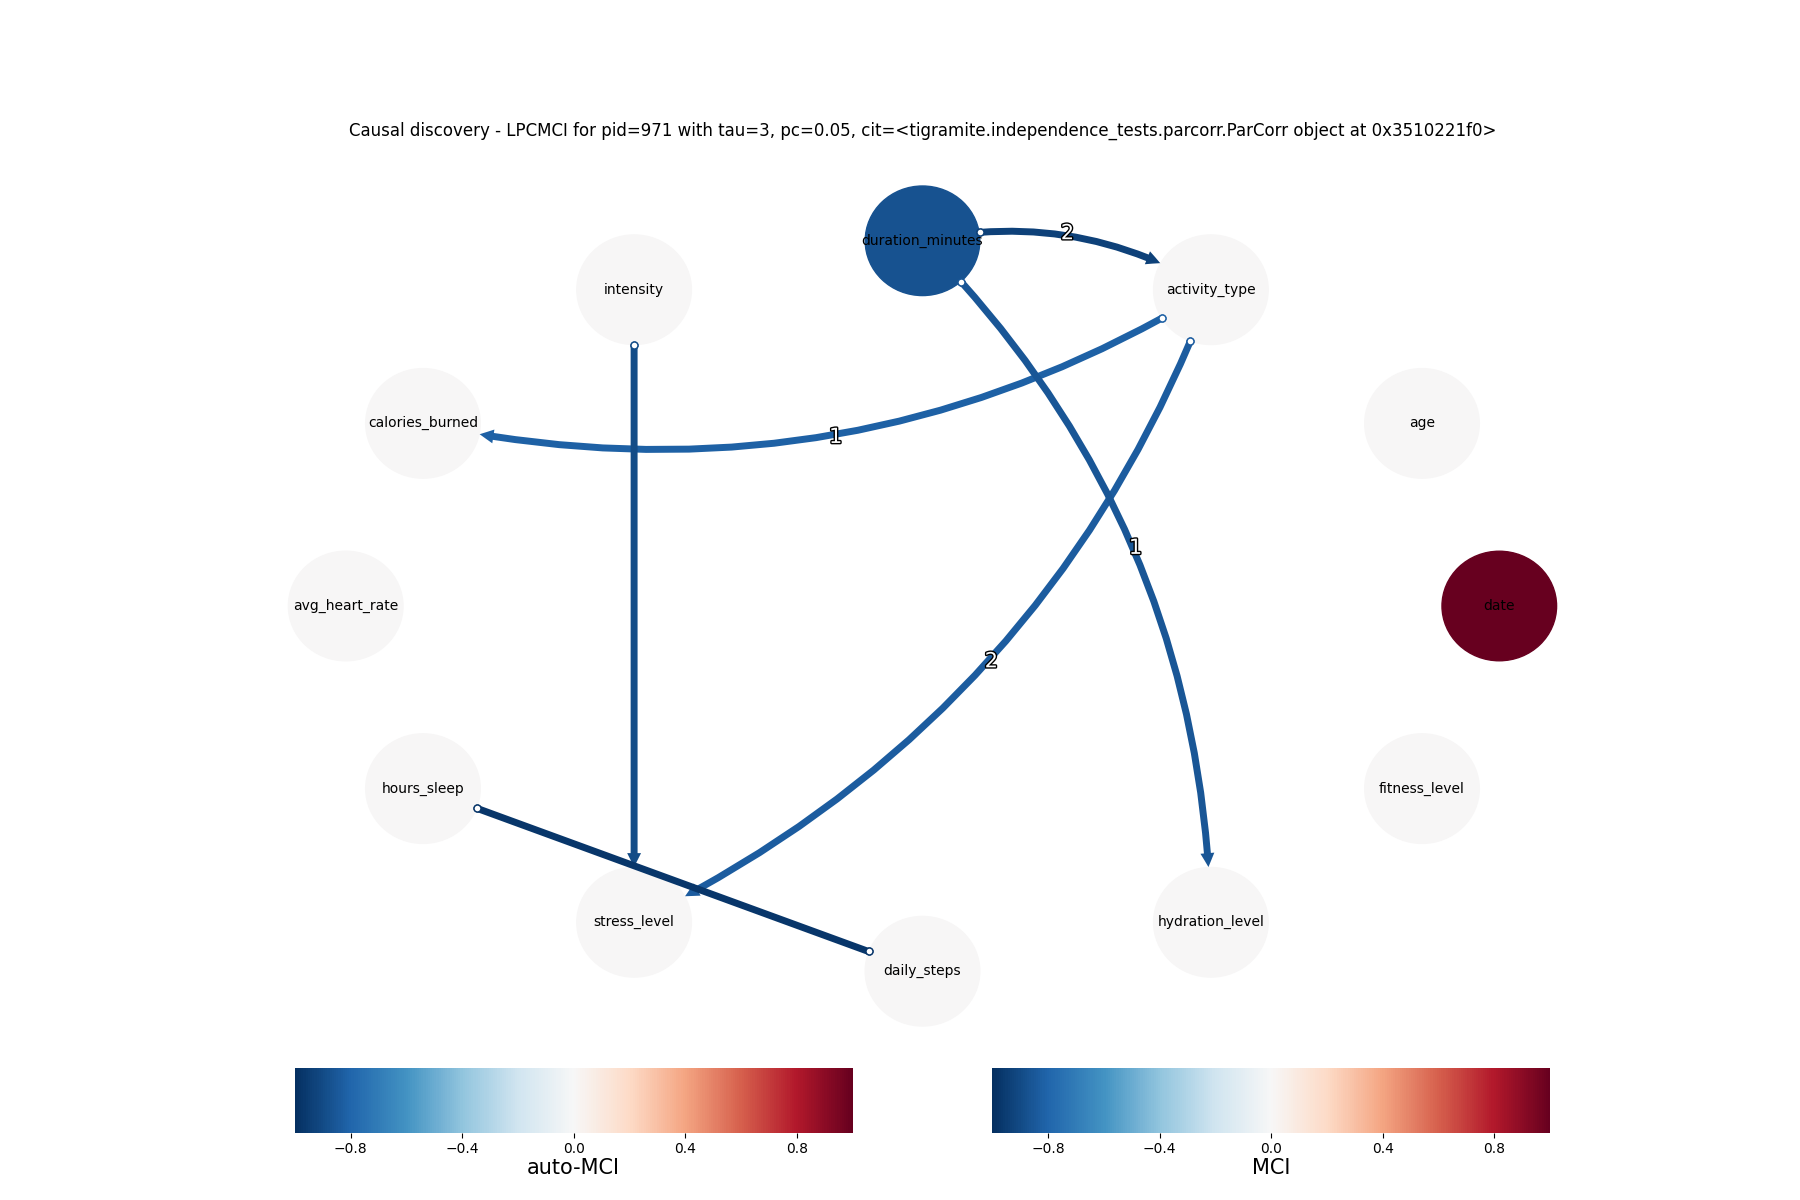 Causal discovery - LPCMCI for pid=971 with tau=3, pc=0.05, cit=<tigramite.independence_tests.parcorr.ParCorr object at 0x3510221f0>
duration_minutes
2
intensity
activity_type
calories_burned
age
1
1
avg_heart_rate
date
2
hours_sleep
fitness_level
stress_level
hydration_level
daily_steps
−0.8 −0.4 0.0 0.4 0.8
auto-MCI
−0.8 −0.4 0.0 0.4 0.8
MCI